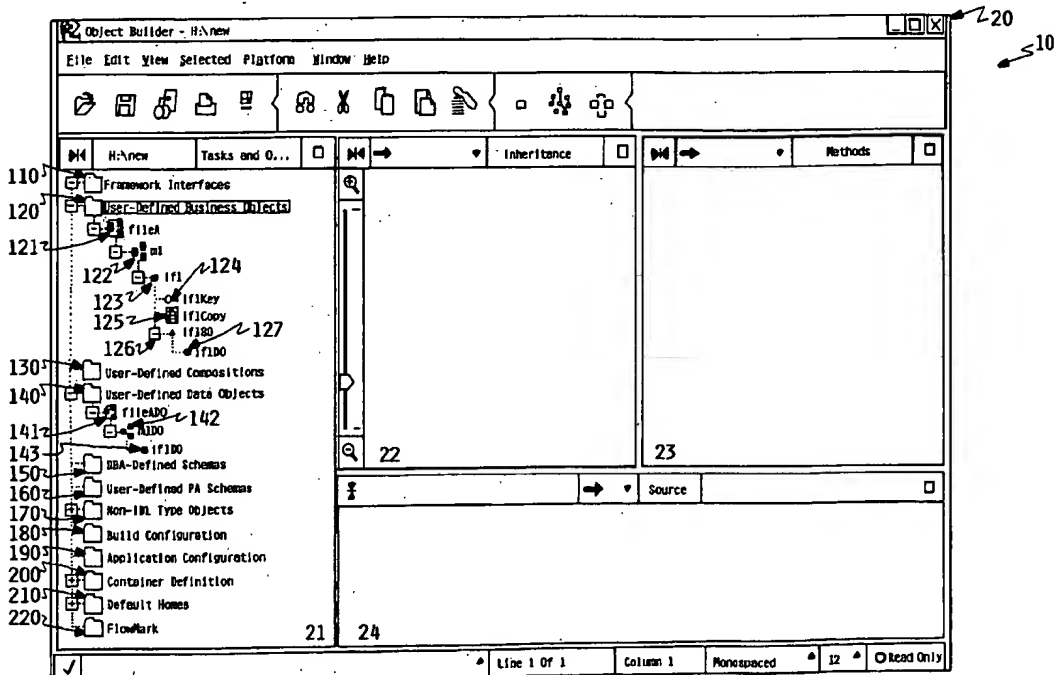 Object Builder - H:\new
20
10
File Edit View Selected Platform Window Help
H:\new Tasks and O... Inheritance Methods
110 Framework Interfaces
120 User-Defined Business Objects
121 fileA
122 m1
123 if1 124
if1Key
125 if1Copy
126 if1BO 127
if1DO
130 User-Defined Compositions
140 User-Defined Data Objects
141 fileADO 142
m1DO
143 if1DO
150 DBA-Defined Schemas
160 User-Defined PA Schemas
170 Non-IDL Type Objects
180 Build Configuration
190 Application Configuration
200 Container Definition
210 Default Homes
220 FlowMark
21
22
23
Source
24
Line 1 Of 1 Column 1 Monospaced 12 Read Only